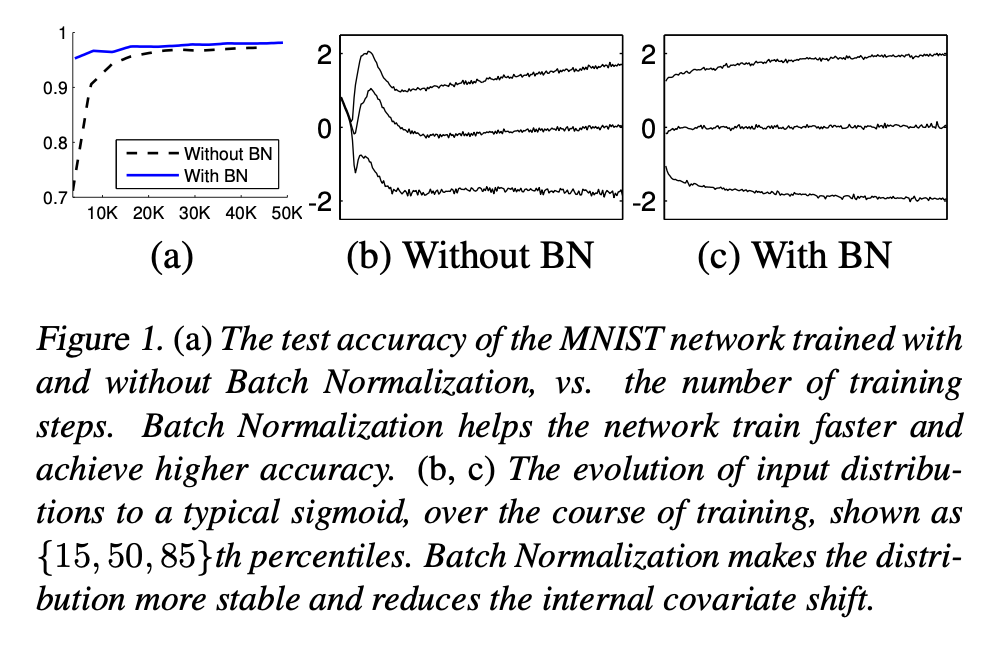 1
0.9
0.8
0.7
10K 20K 30K 40K 50K
Without BN
With BN
(a)
2
0
-2
(b) Without BN
2
0
-2
(c) With BN
Figure 1. (a) The test accuracy of the MNIST network trained with
and without Batch Normalization, vs. the number of training
steps. Batch Normalization helps the network train faster and
achieve higher accuracy. (b, c) The evolution of input distribu-
tions to a typical sigmoid, over the course of training, shown as
{15, 50, 85}th percentiles. Batch Normalization makes the distri-
bution more stable and reduces the internal covariate shift.